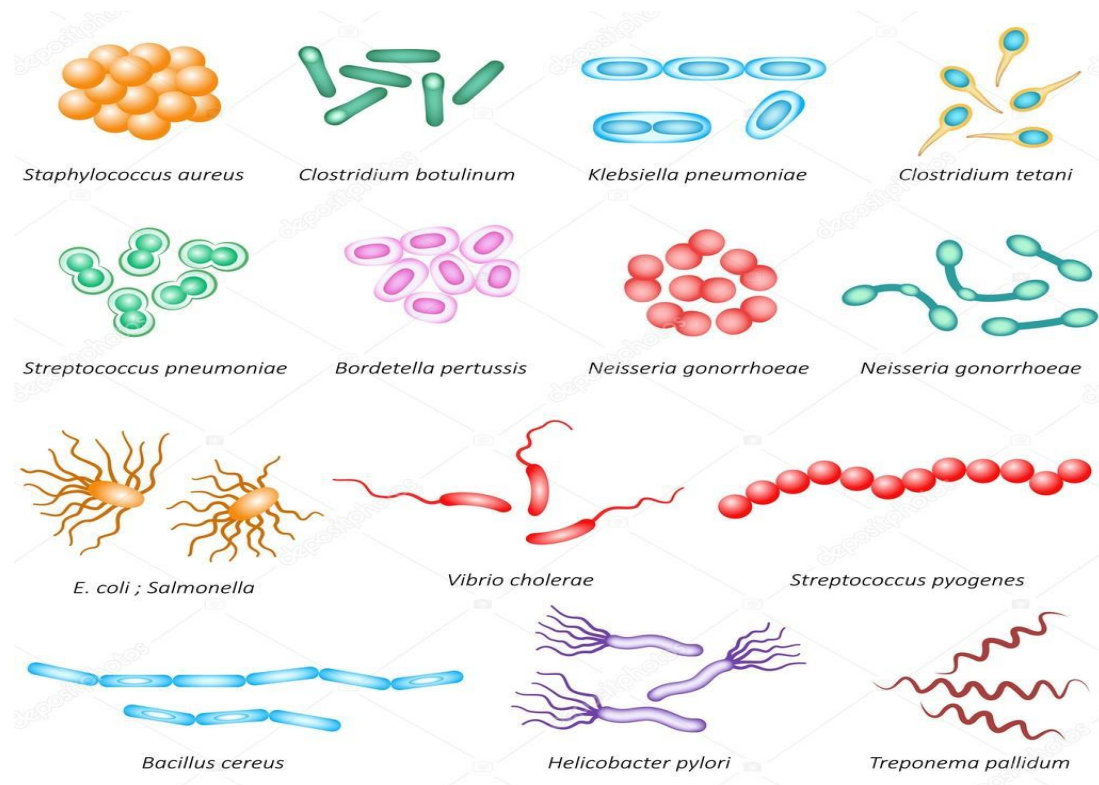 Staphylococcus aureus
Clostridium botulinum
Klebsiella pneumoniae
Clostridium tetani
Streptococcus pneumoniae
Bordetella pertussis
Neisseria gonorrhoeae
Neisseria gonorrhoeae
E. coli ; Salmonella
Vibrio cholerae
Streptococcus pyogenes
Bacillus cereus
Helicobacter pylori
Treponema pallidum
depositphotos